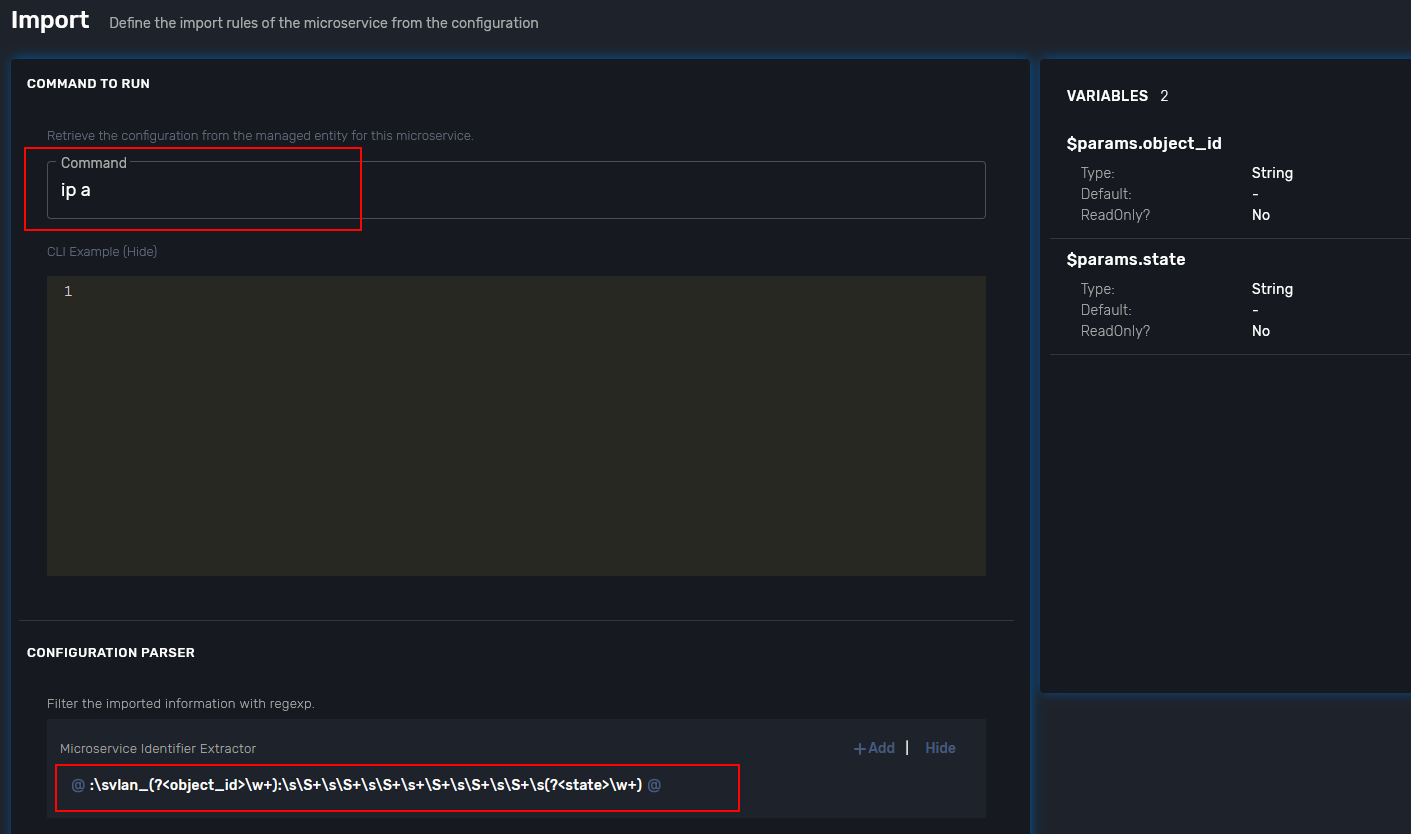 Import Define the import rules of the microservice from the configuration
COMMAND TO RUN
Retrieve the configuration from the managed entity for this microservice.
Command
ip a
CLI Example (Hide)
1
CONFIGURATION PARSER
Filter the imported information with regexp.
Microservice Identifier Extractor
+Add | Hide
@ :\svlan_(?<object_id>\w+):\s\S+\s\S+\s\S+\s+\S+\s\S+\s\S+\s(?<state>\w+) @
VARIABLES 2
$params.object_id
Type: String
Default: -
ReadOnly? No
$params.state
Type: String
Default: -
ReadOnly? No